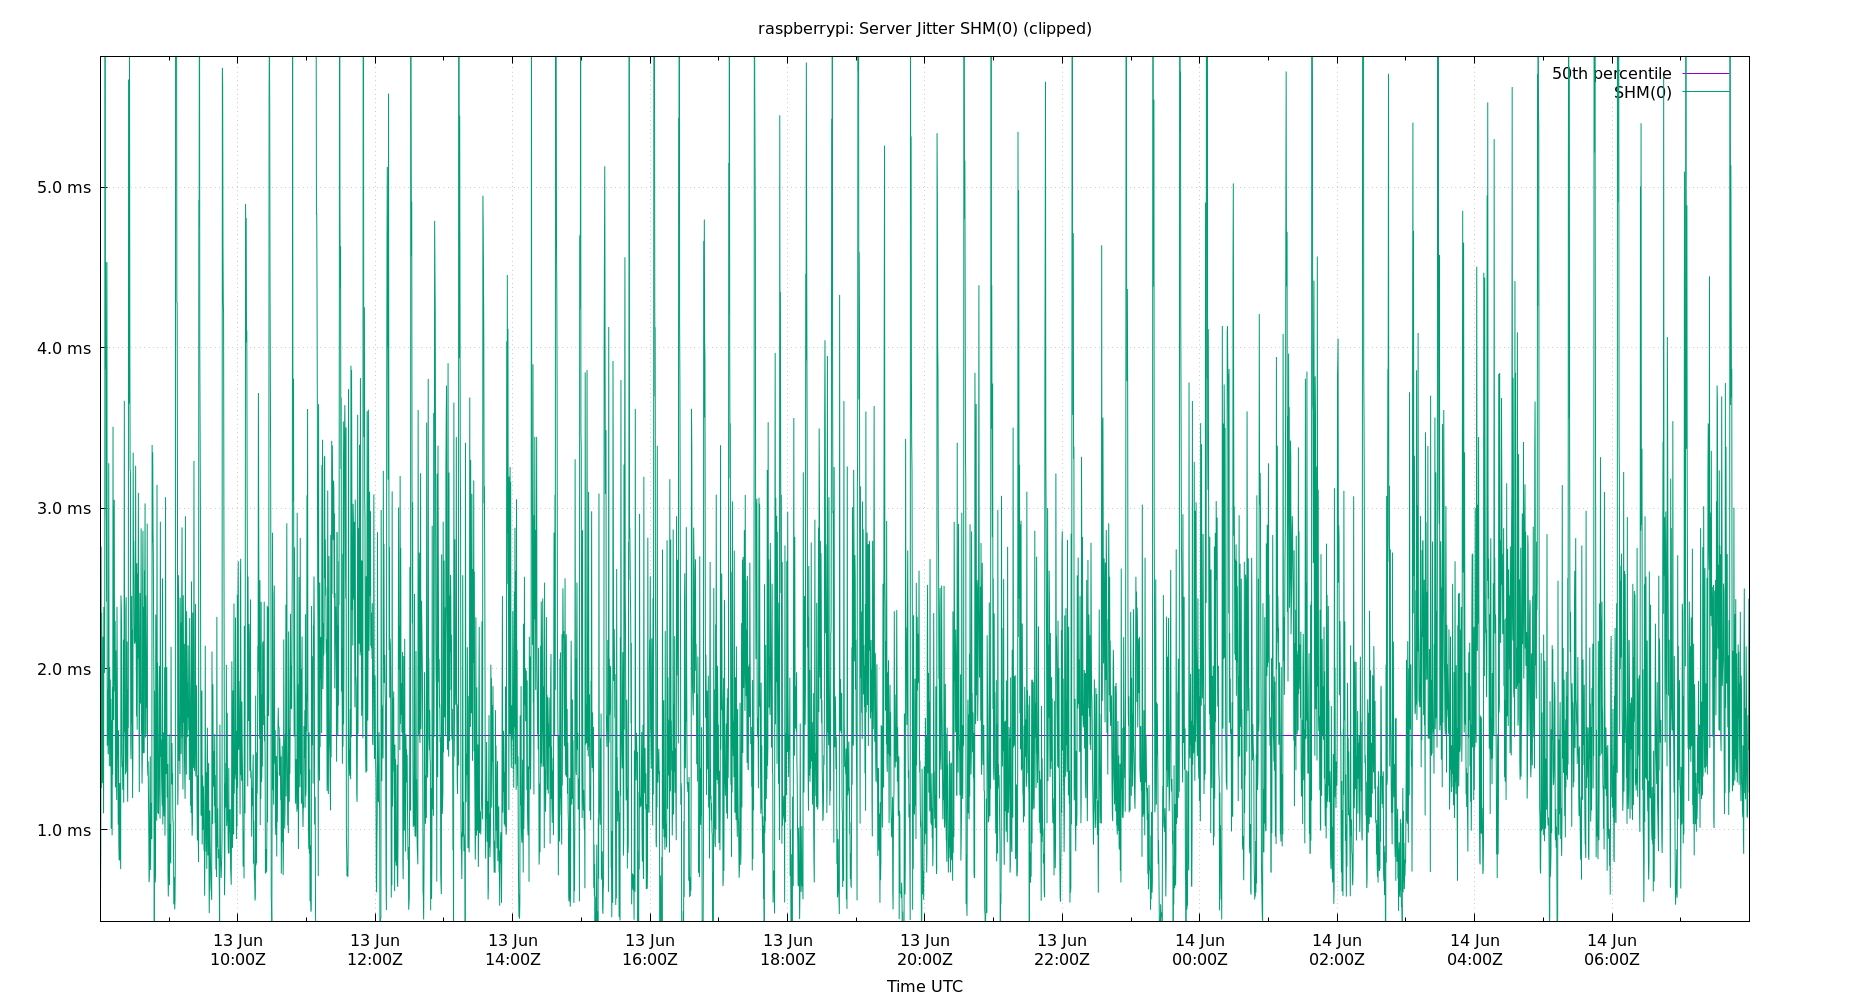 raspberrypi: Server Jitter SHM(0) (clipped)
50th percentile
SHM(0)
5.0 ms
4.0 ms
3.0 ms
2.0 ms
1.0 ms
13 Jun 13 Jun 13 Jun 13 Jun 13 Jun 13 Jun 13 Jun 14 Jun 14 Jun 14 Jun 14 Jun
10:00Z 12:00Z 14:00Z 16:00Z 18:00Z 20:00Z 22:00Z 00:00Z 02:00Z 04:00Z 06:00Z
Time UTC